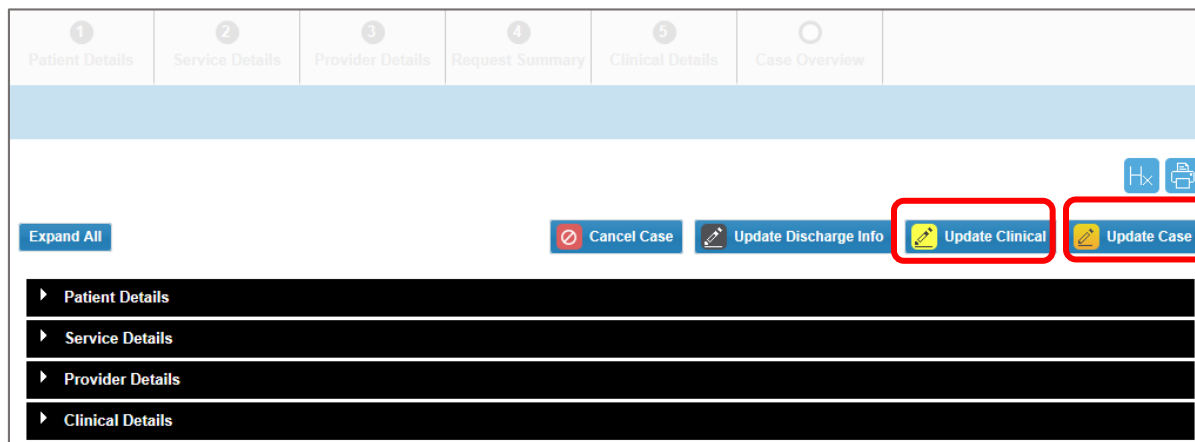 1 2 3 4 5
Patient Details Service Details Provider Details Request Summary Clinical Details Case Overview
Hx
Expand All Cancel Case Update Discharge Info Update Clinical Update Case
Patient Details
Service Details
Provider Details
Clinical Details